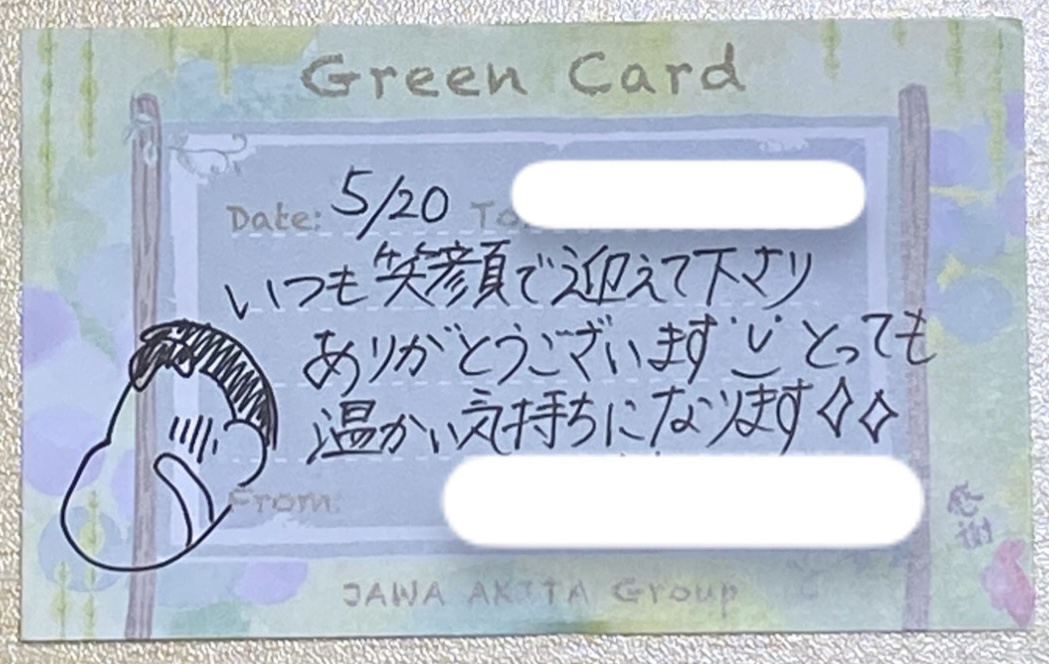 Green Card
Date: 5/20 To:
いつも笑彦頁で迎えて下さり
ありがとうございます とっても
温かい気持ちになります
From:
感謝
JAWA AKITA Group